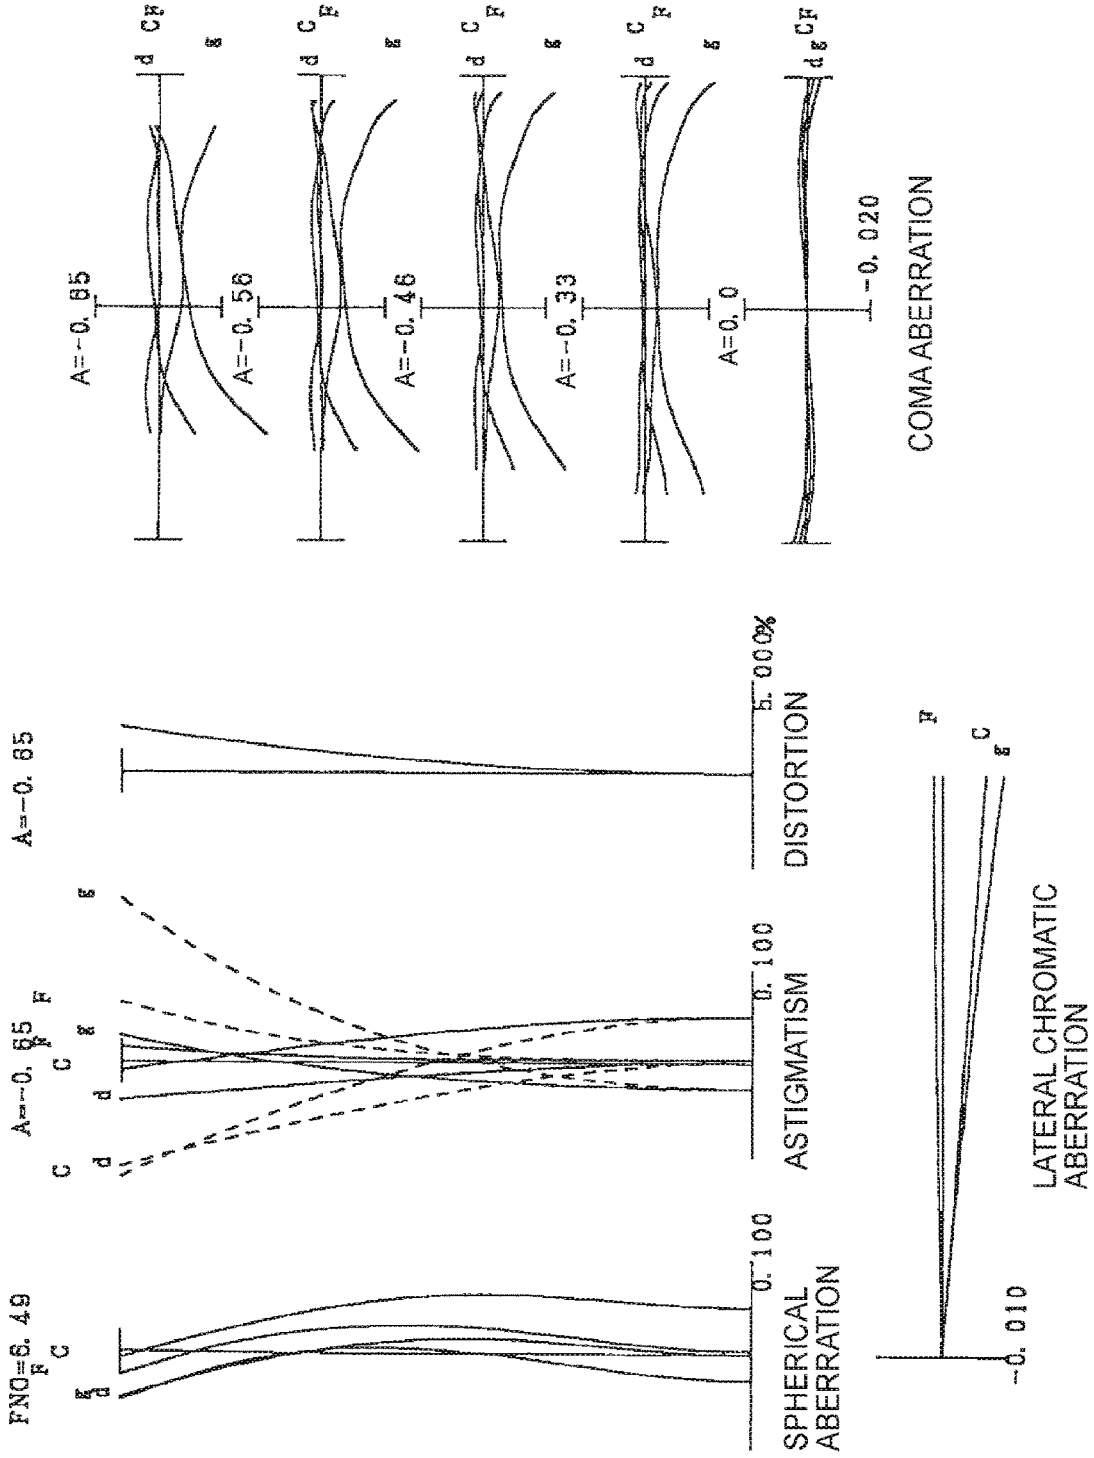 FNO=6. 49
F
C
g
d
0. 100
SPHERICAL
ABERRATION
A=-0. 65
F
F
C
C
g
g
d
d
0. 100
ASTIGMATISM
A=-0. 65
5. 000%
DISTORTION
A=-0. 65
d
C
F
g
A=-0. 56
d
C
F
g
A=-0. 46
d
C
F
g
A=-0. 33
d
C
F
g
A=0. 0
d
g
C
F
-0. 020
COMA ABERRATION
F
C
g
-0. 010
LATERAL CHROMATIC
ABERRATION